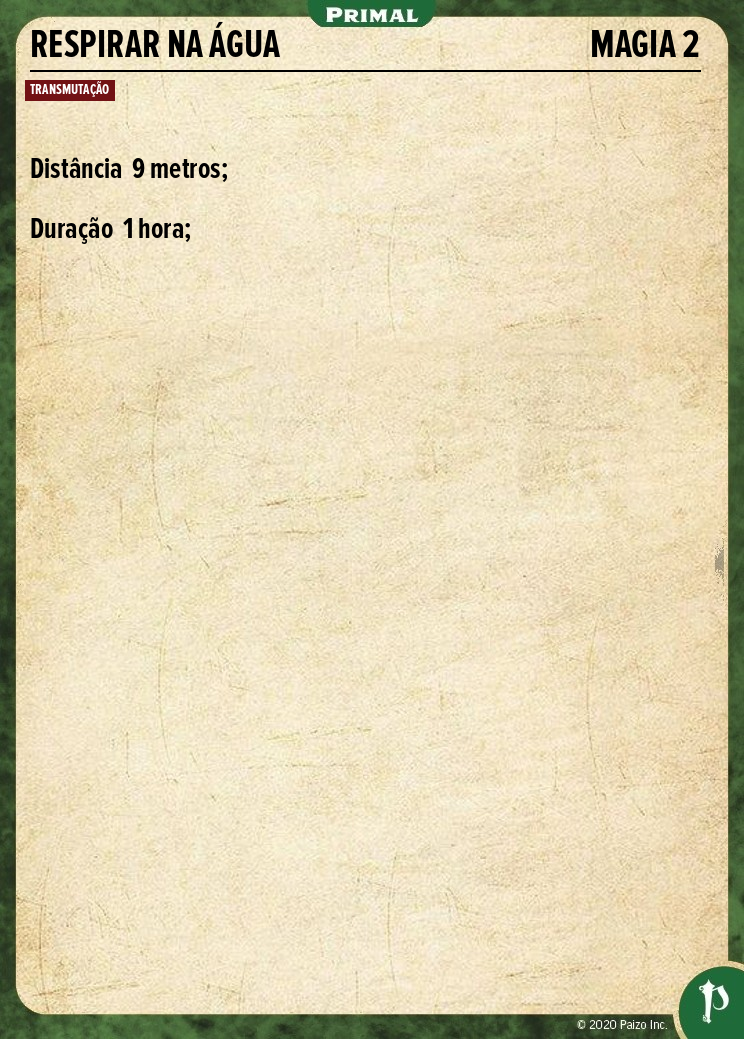 PRIMAL
RESPIRAR NA ÁGUA MAGIA 2
TRANSMUTAÇÃO
Distância 9 metros;
Duração 1 hora;
© 2020 Paizo Inc.